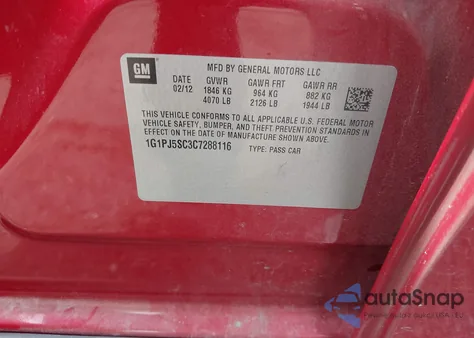 GM
MFD BY GENERAL MOTORS LLC
DATE GVWR GAWR FRT GAWR RR
02/12 1846 KG 964 KG 882 KG
4070 LB 2126 LB 1944 LB
THIS VEHICLE CONFORMS TO ALL APPLICABLE U.S. FEDERAL MOTOR
VEHICLE SAFETY, BUMPER, AND THEFT PREVENTION STANDARDS IN
EFFECT ON THE DATE OF MANUFACTURE SHOWN ABOVE.
1G1PJ5SC3C7288116 TYPE: PASS CAR
autoSnap